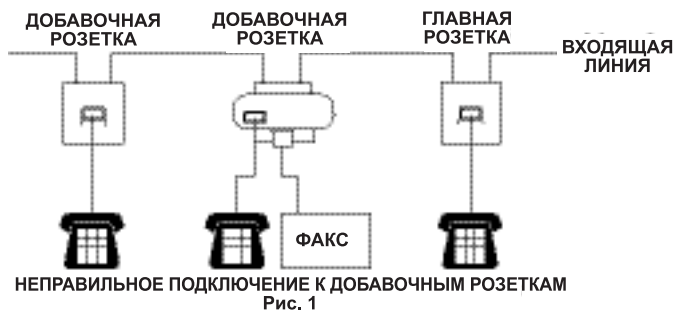 ДОБАВОЧНАЯ
РОЗЕТКА
ДОБАВОЧНАЯ
РОЗЕТКА
ГЛАВНАЯ
РОЗЕТКА
ВХОДЯЩАЯ
ЛИНИЯ
ФАКС
НЕПРАВИЛЬНОЕ ПОДКЛЮЧЕНИЕ К ДОБАВОЧНЫМ РОЗЕТКАМ
Рис. 1